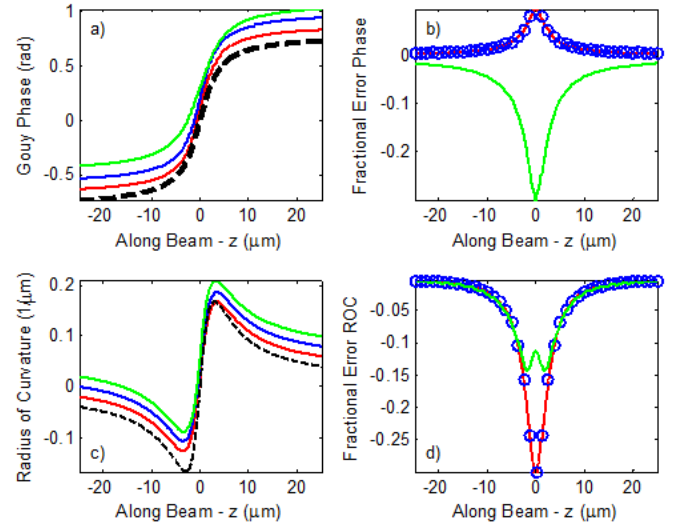 a)
Gouy Phase (rad)
1
0.5
0
-0.5
-20 -10 0 10 20
Along Beam - z (μm)
b)
Fractional Error Phase
0
-0.1
-0.2
-20 -10 0 10 20
Along Beam - z (μm)
c)
Radius of Curvature (1/μm)
0.2
0.1
0
-0.1
-20 -10 0 10 20
Along Beam - z (μm)
d)
Fractional Error ROC
-0.05
-0.1
-0.15
-0.2
-0.25
-20 -10 0 10 20
Along Beam - z (μm)